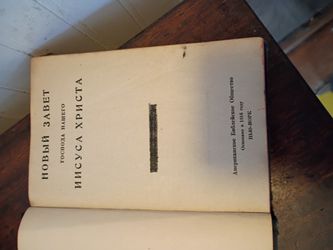 НОВЫЙ ЗАВЕТ
ГОСПОДА НАШЕГО
ИИСУСА ХРИСТА
Американское Библейское Общество
Основано в 1816 году
НЬЮ-ЙОРК